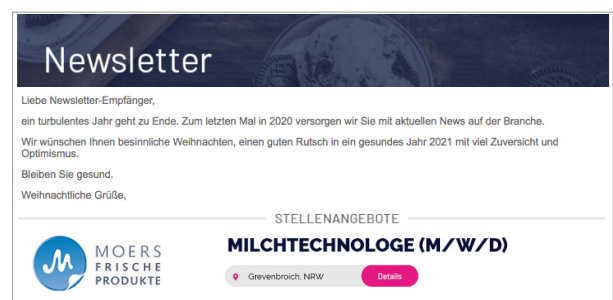 Newsletter
Liebe Newsletter-Empfänger,
ein turbulentes Jahr geht zu Ende. Zum letzten Mal in 2020 versorgen wir Sie mit aktuellen News auf der Branche.
Wir wünschen Ihnen besinnliche Weihnachten, einen guten Rutsch in ein gesundes Jahr 2021 mit viel Zuversicht und
Optimismus.
Bleiben Sie gesund.
Weihnachtliche Grüße,
STELLENANGEBOTE
M
MOERS
FRISCHE
PRODUKTE
MILCHTECHNOLOGE (M/W/D)
Grevenbroich, NRW
Details